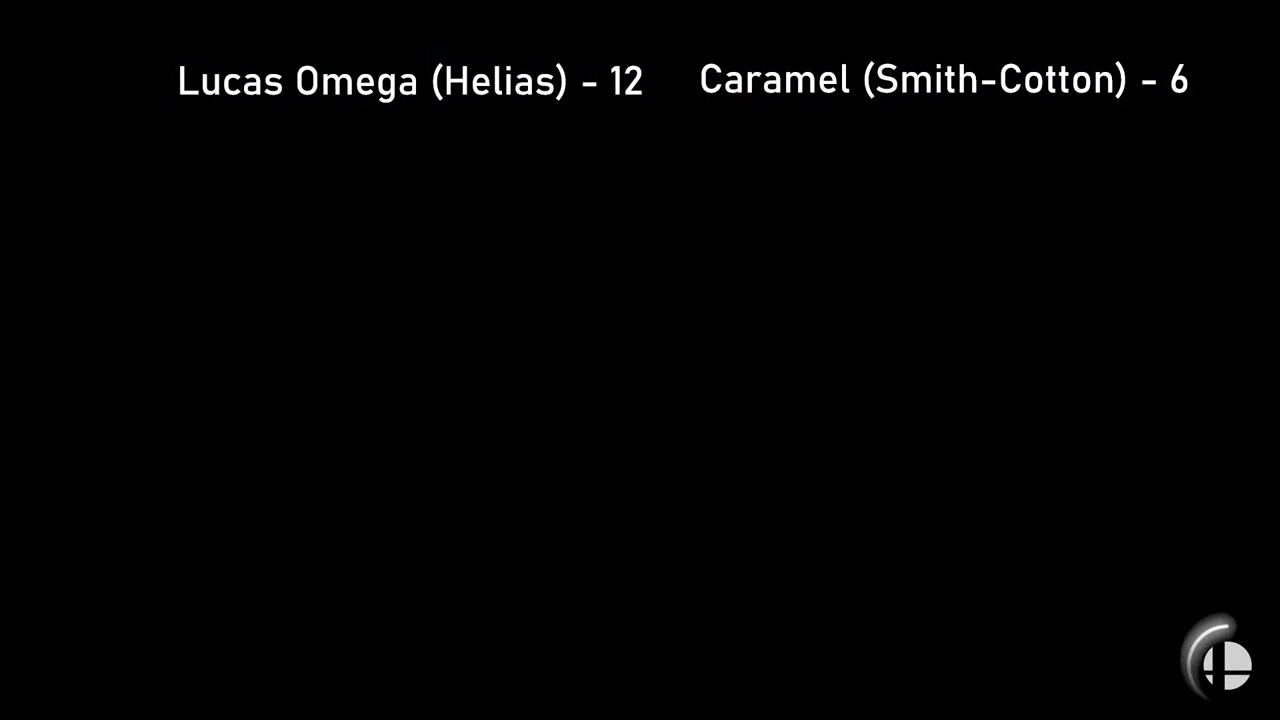 Lucas Omega (Helias) - 12
Caramel (Smith-Cotton) - 6